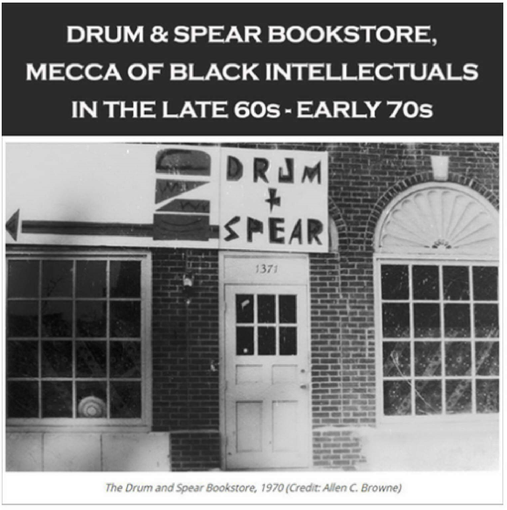 DRUM & SPEAR BOOKSTORE,
MECCA OF BLACK INTELLECTUALS
IN THE LATE 60s - EARLY 70s
DRUM
+
SPEAR
1371
The Drum and Spear Bookstore, 1970 (Credit: Allen C. Browne)